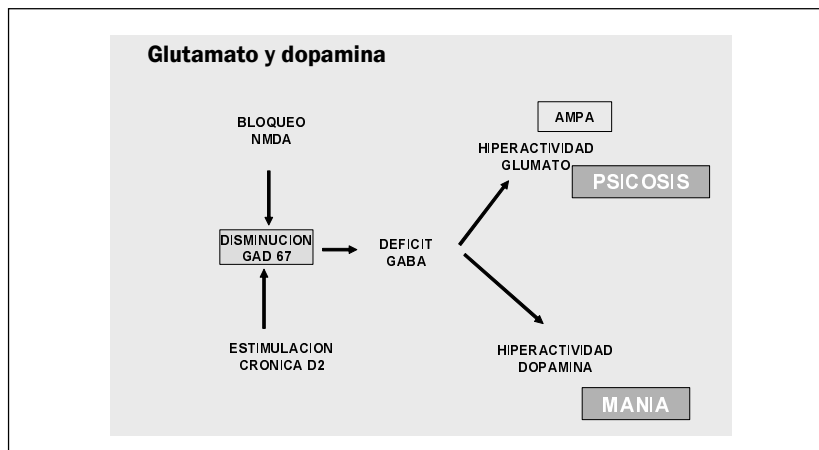 Glutamato y dopamina
BLOQUEO
NMDA
AMPA
HIPERACTIVIDAD
GLUMATO
PSICOSIS
DISMINUCION
GAD 67
DEFICIT
GABA
ESTIMULACION
CRONICA D2
HIPERACTIVIDAD
DOPAMINA
MANIA